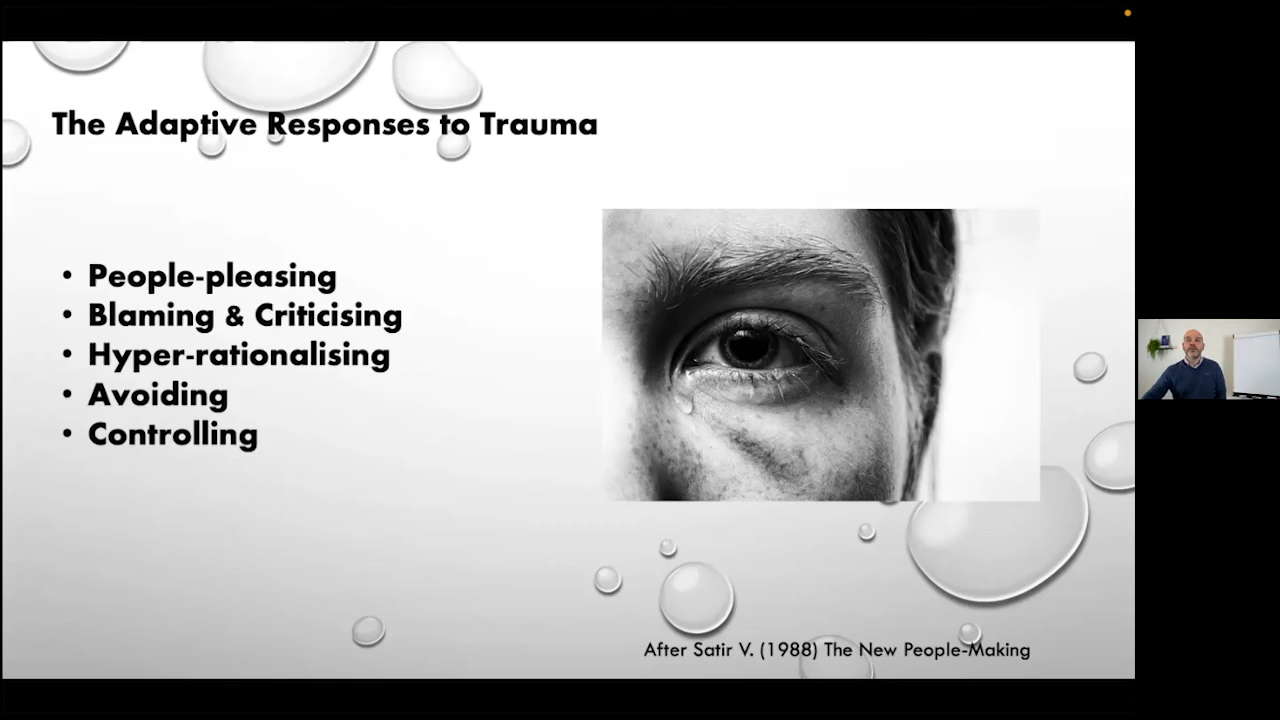 The Adaptive Responses to Trauma
• People-pleasing
• Blaming & Criticising
• Hyper-rationalising
• Avoiding
• Controlling
After Satir V. (1988) The New People-Making